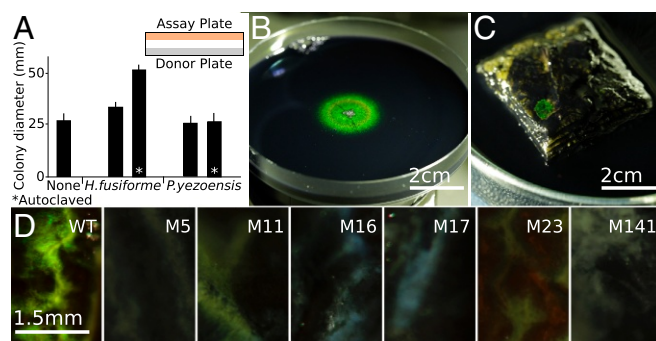 A
Assay Plate
Donor Plate
Colony diameter (mm)
50
25
0
* *
None H.fusiforme P.yezoensis
*Autoclaved
B
2cm
C
2cm
D
WT
M5
M11
M16
M17
M23
M141
1.5mm